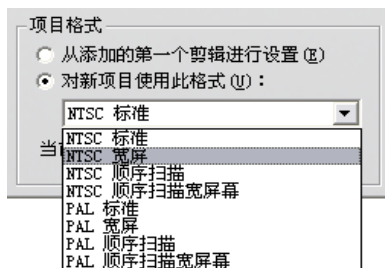 项目格式
从添加的第一个剪辑进行设置(E)
对新项目使用此格式(U)：
NTSC 标准
当
NTSC 标准
NTSC 宽屏
NTSC 顺序扫描
NTSC 顺序扫描宽屏幕
PAL 标准
PAL 宽屏
PAL 顺序扫描
PAL 顺序扫描宽屏幕